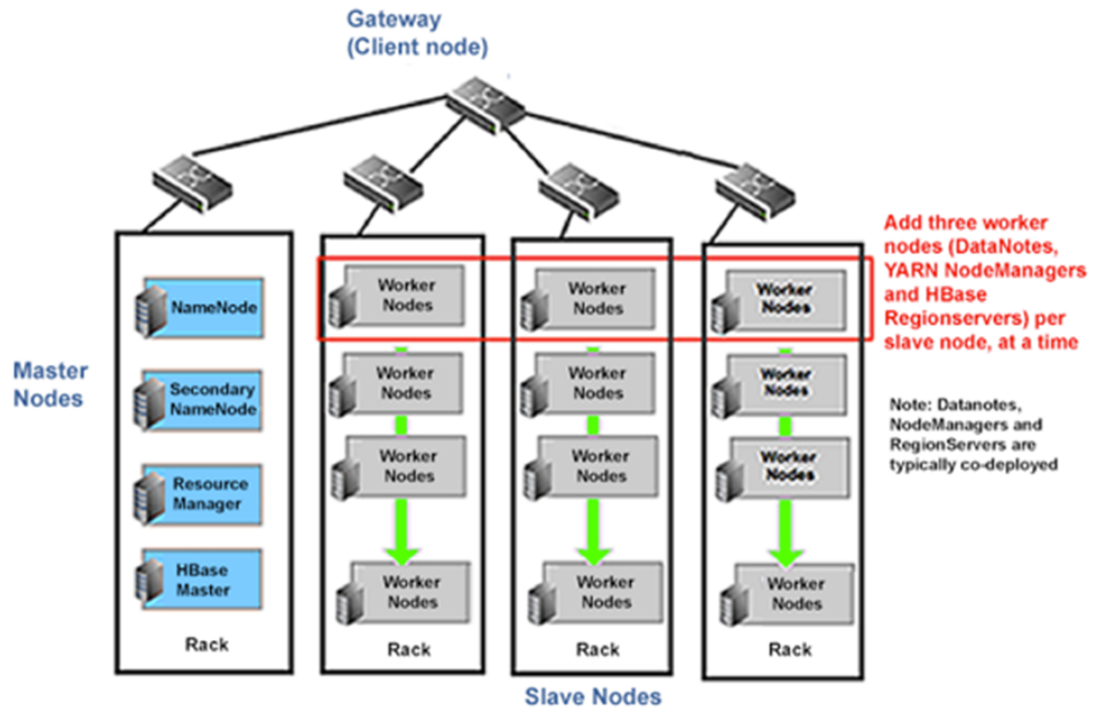 Gateway
(Client node)
Master
Nodes
NameNode
Secondary
NameNode
Resource
Manager
HBase
Master
Rack
Worker
Nodes
Worker
Nodes
Worker
Nodes
Worker
Nodes
Rack
Worker
Nodes
Worker
Nodes
Worker
Nodes
Worker
Nodes
Rack
Worker
Nodes
Worker
Nodes
Worker
Nodes
Worker
Nodes
Rack
Slave Nodes
Add three worker
nodes (DataNotes,
YARN NodeManagers
and HBase
Regionservers) per
slave node, at a time
Note: Datanotes,
NodeManagers and
RegionServers are
typically co-deployed